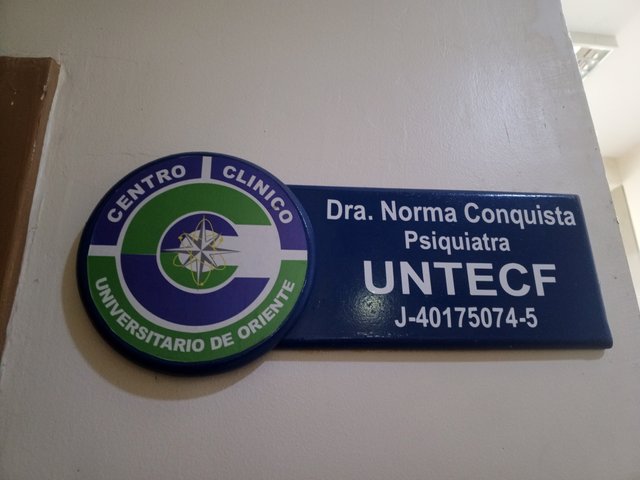 CENTRO CLINICO
UNIVERSITARIO DE ORIENTE
Dra. Norma Conquista
Psiquiatra
UNTECF
J-40175074-5